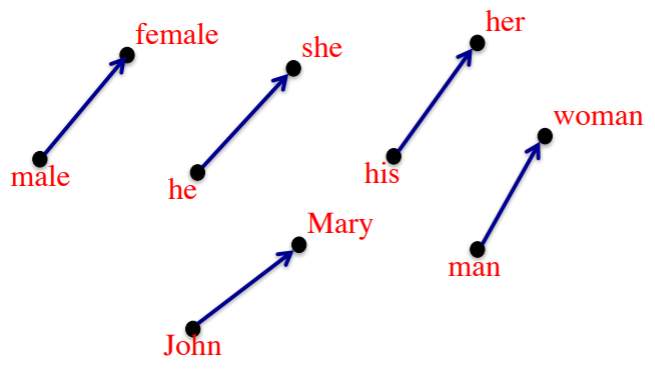 female
she
her
woman
male
he
his
man
Mary
John